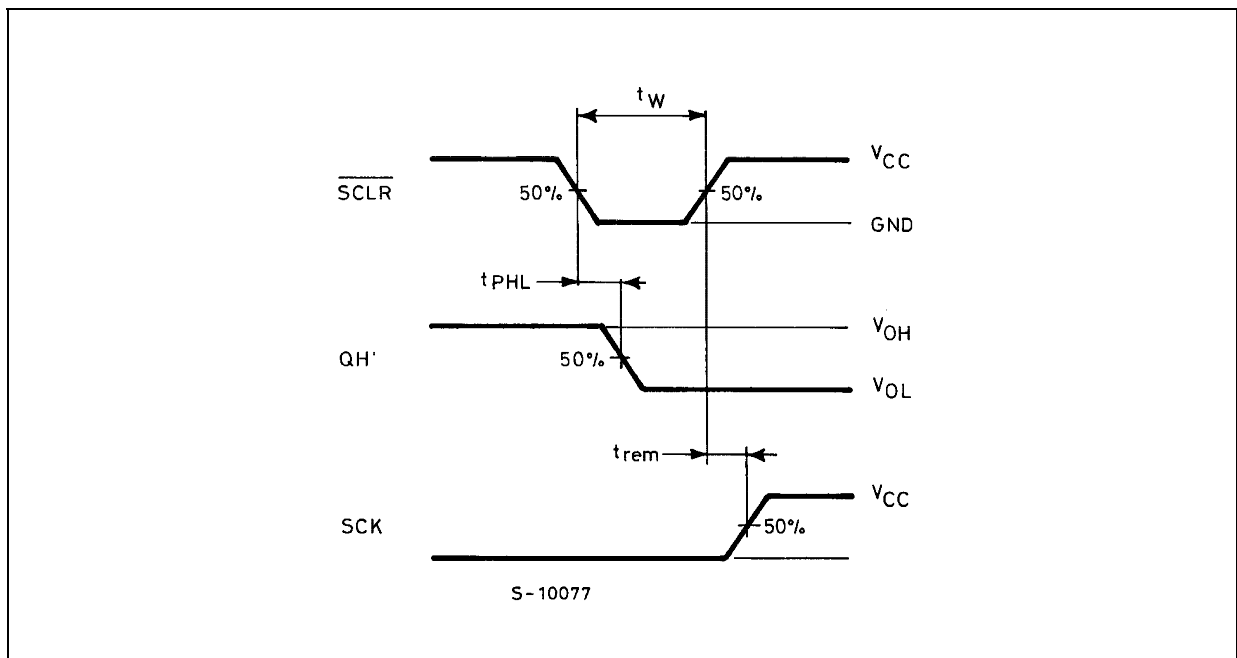 tW
VCC
SCLR
50%
50%
GND
tPHL
VOH
QH'
50%
VOL
trem
VCC
SCK
50%
S-10077